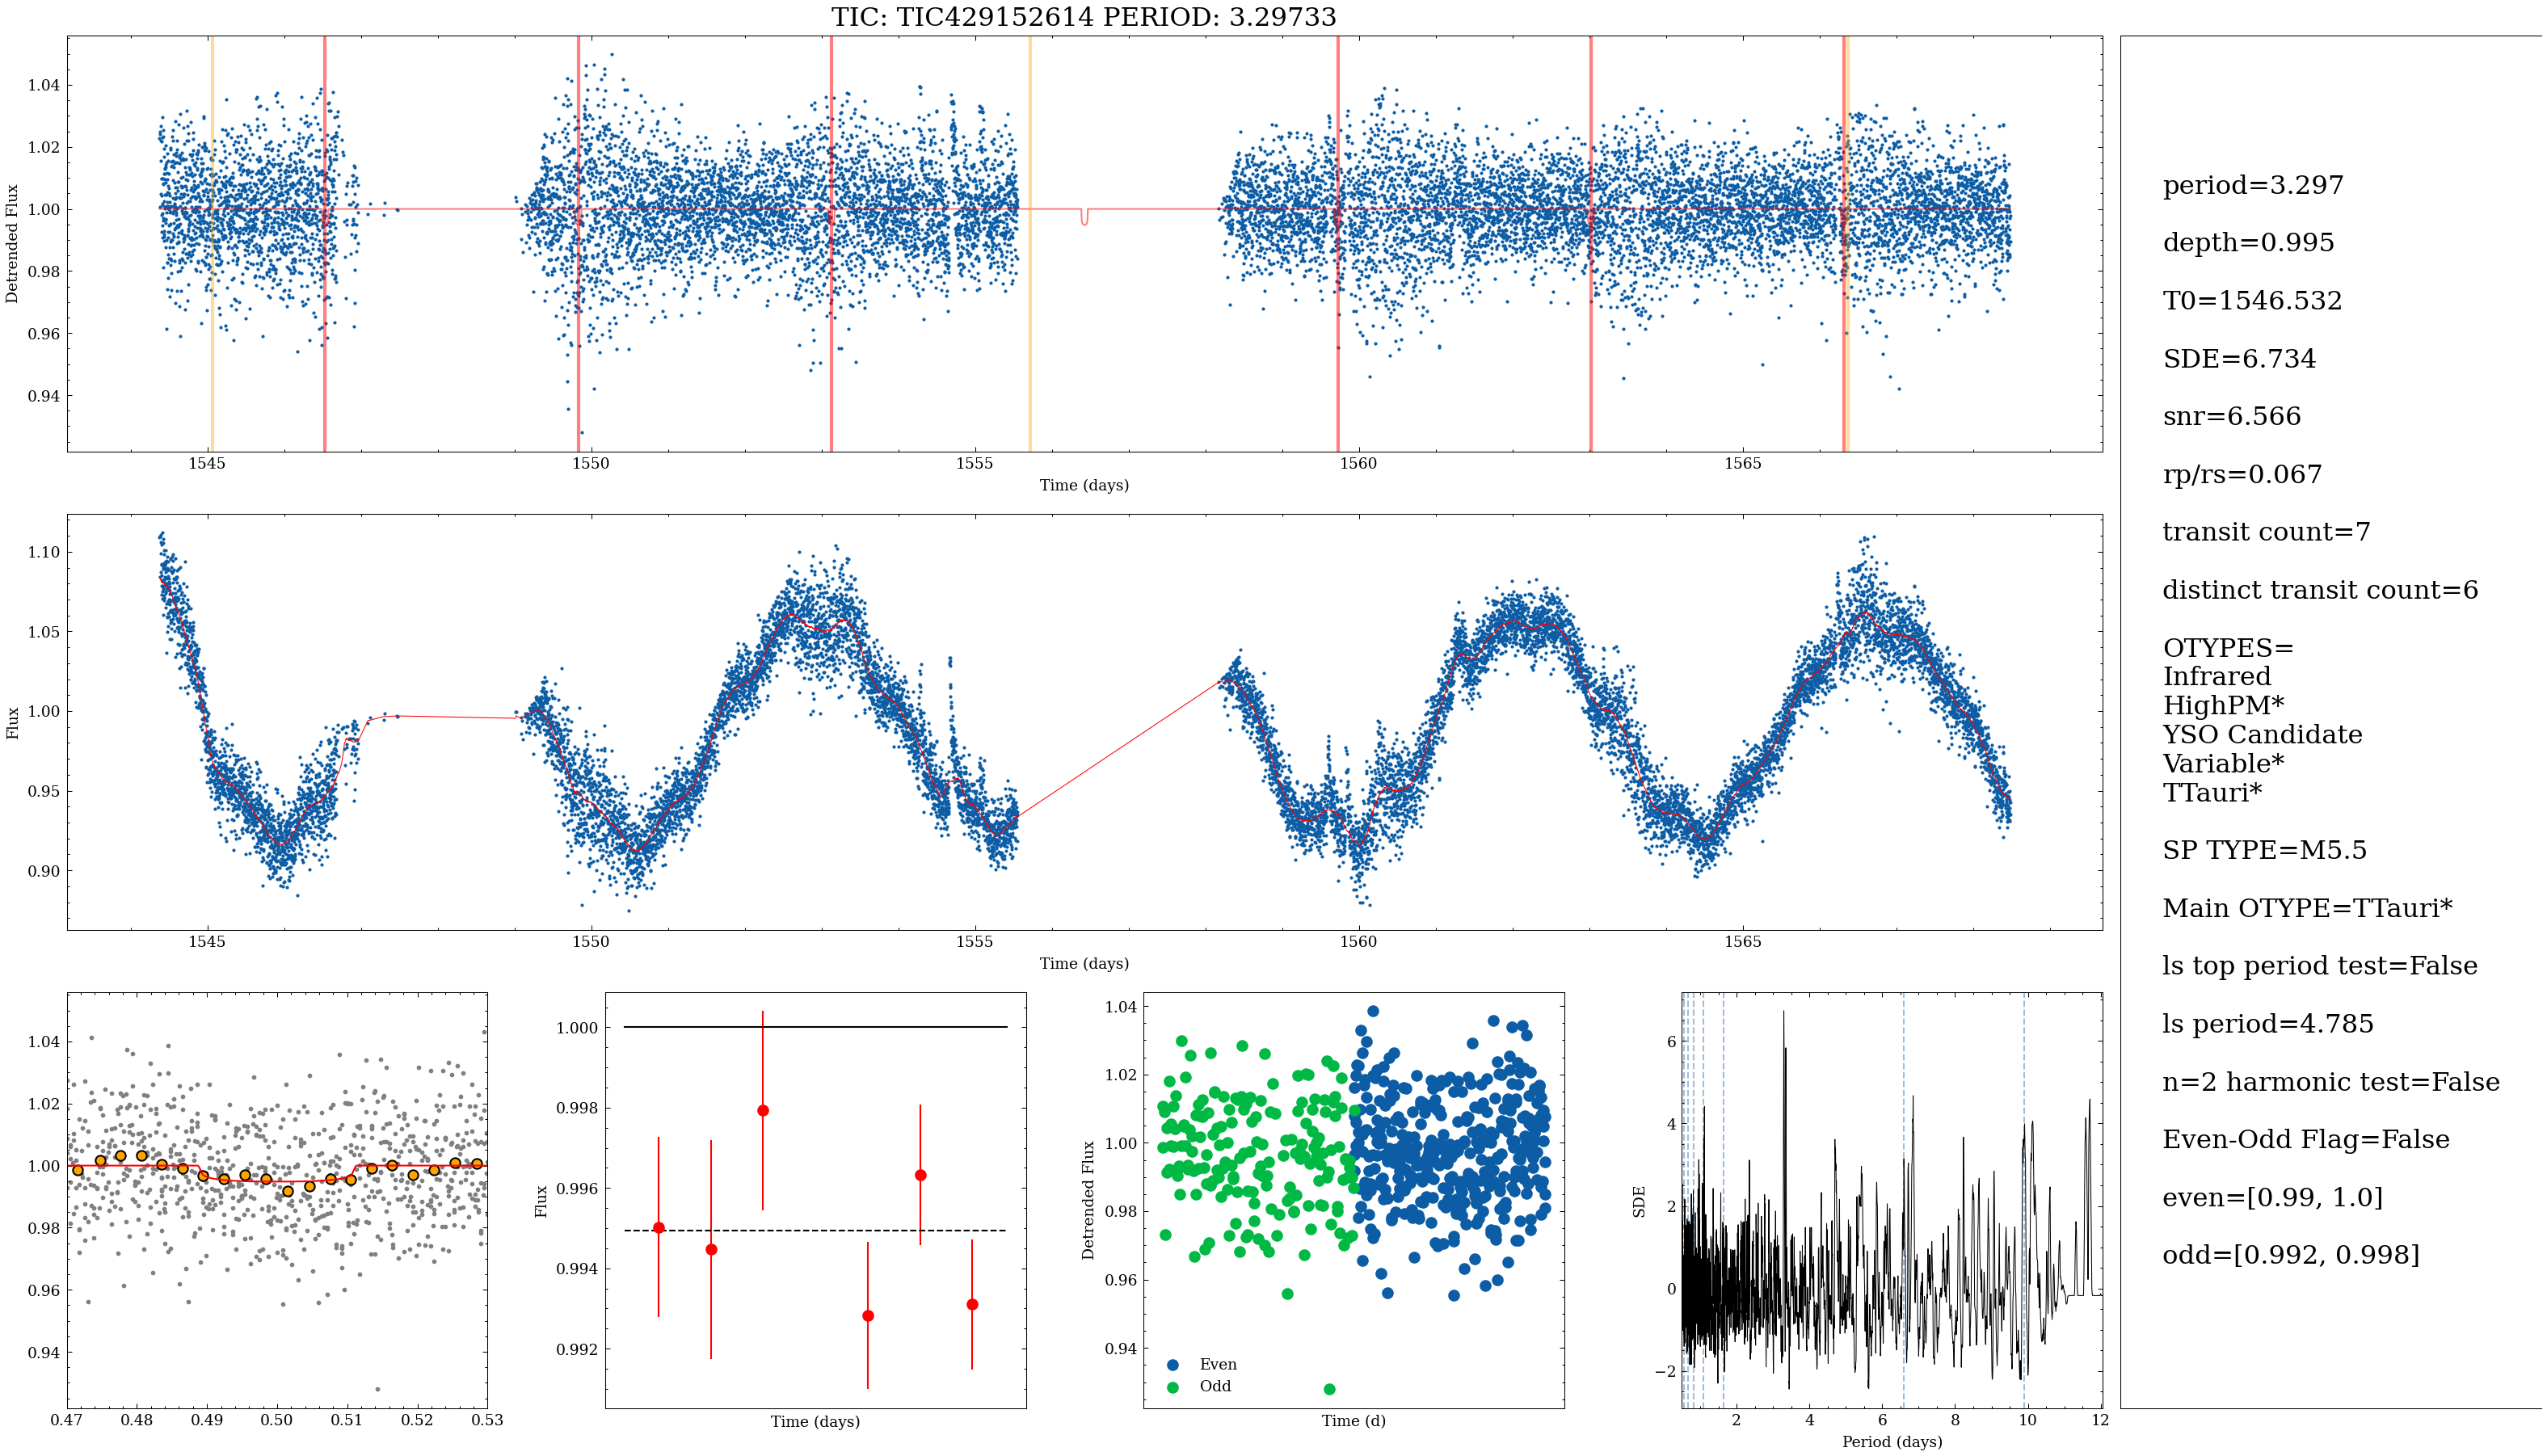 TIC: TIC429152614 PERIOD: 3.29733
Detrended Flux
1.04
1.02
1.00
0.98
0.96
0.94
1545
1550
1555
1560
1565
Time (days)
Flux
1.10
1.05
1.00
0.95
0.90
1545
1550
1555
1560
1565
Time (days)
1.04
1.02
1.00
0.98
0.96
0.94
0.47
0.48
0.49
0.50
0.51
0.52
0.53
Flux
1.000
0.998
0.996
0.994
0.992
Time (days)
Detrended Flux
1.04
1.02
1.00
0.98
0.96
0.94
Even
Odd
Time (d)
SDE
6
4
2
0
−2
2
4
6
8
10
12
Period (days)
period=3.297
depth=0.995
T0=1546.532
SDE=6.734
snr=6.566
rp/rs=0.067
transit count=7
distinct transit count=6
OTYPES=
Infrared
HighPM*
YSO Candidate
Variable*
TTauri*
SP TYPE=M5.5
Main OTYPE=TTauri*
ls top period test=False
ls period=4.785
n=2 harmonic test=False
Even-Odd Flag=False
even=[0.99, 1.0]
odd=[0.992, 0.998]